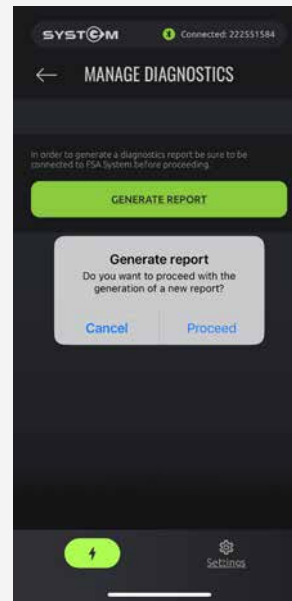 SYSTEM Connected: 222551584
MANAGE DIAGNOSTICS
In order to generate a diagnostics report be sure to be
connected to FSA System before proceeding.
GENERATE REPORT
Generate report
Do you want to proceed with the
generation of a new report?
Cancel Proceed
Settings